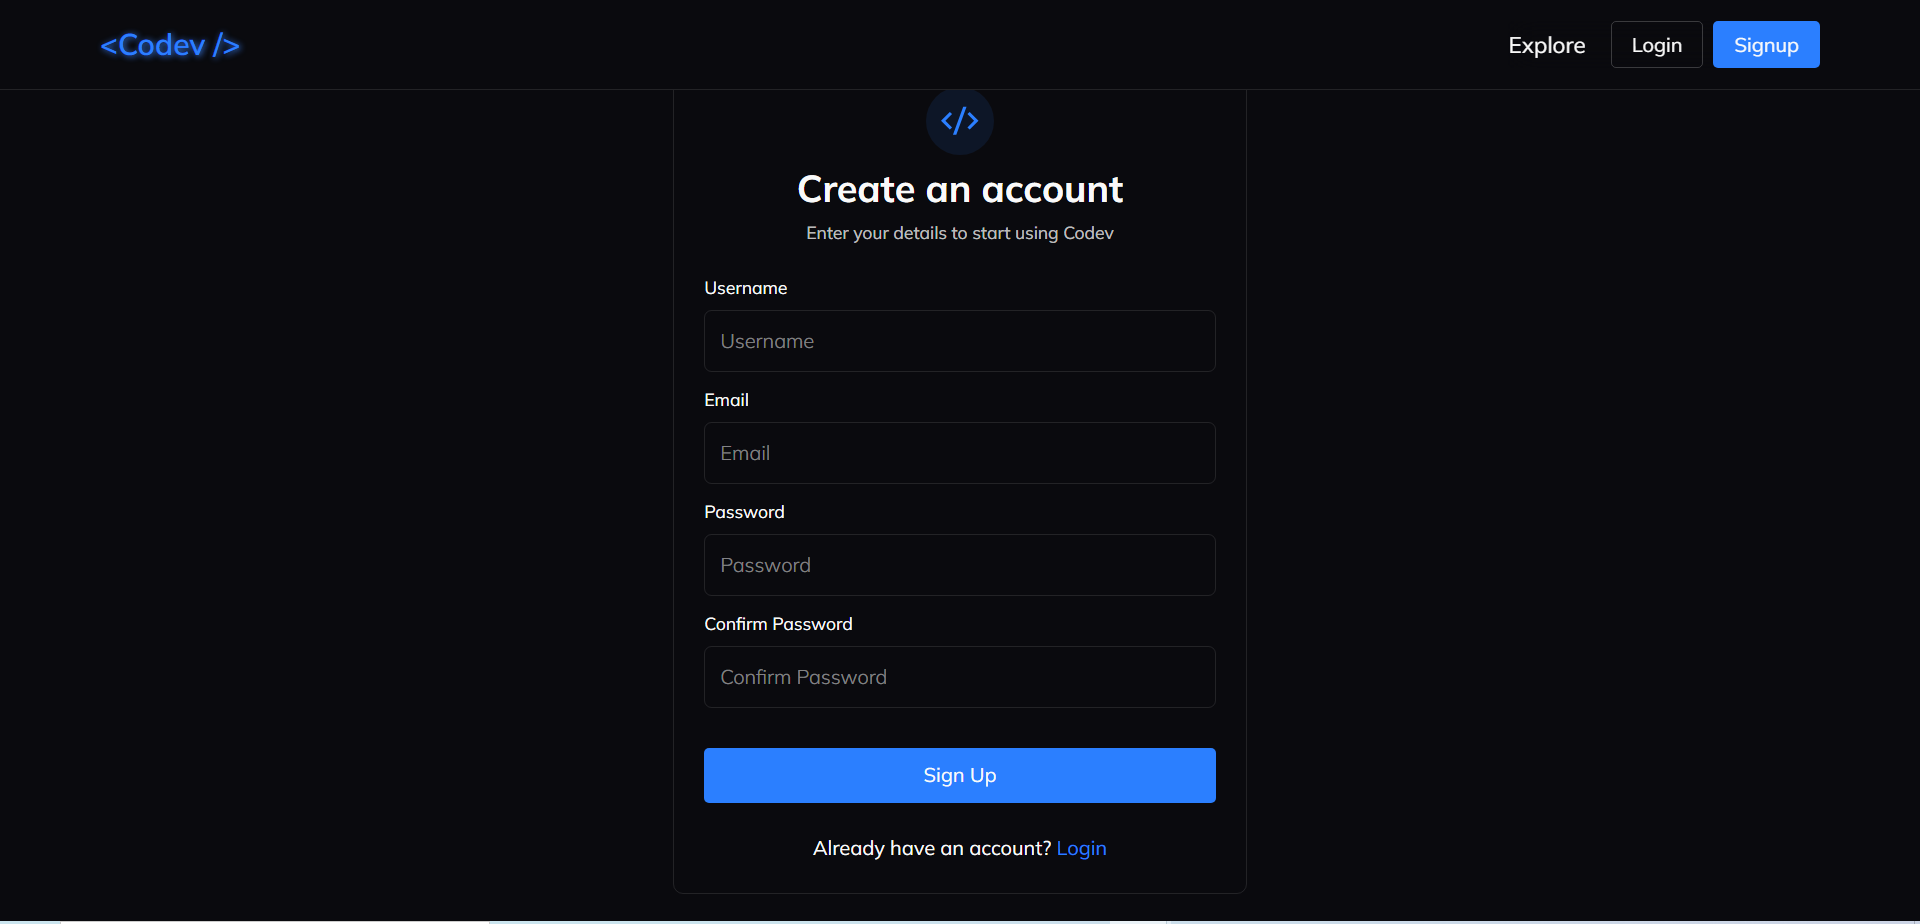 <Codev />
Explore
Login
Signup
</>
Create an account
Enter your details to start using Codev
Username
Username
Email
Email
Password
Password
Confirm Password
Confirm Password
Sign Up
Already have an account? Login